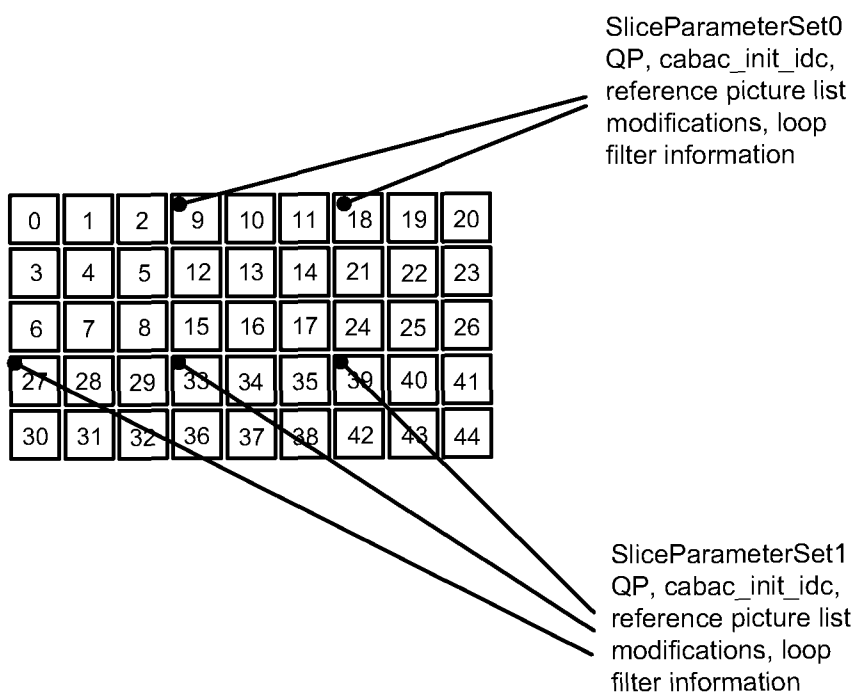 SliceParameterSet0
QP, cabac_init_idc,
reference picture list
modifications, loop
filter information
0 1 2 9 10 11 18 19 20
3 4 5 12 13 14 21 22 23
6 7 8 15 16 17 24 25 26
27 28 29 33 34 35 39 40 41
30 31 32 36 37 38 42 43 44
SliceParameterSet1
QP, cabac_init_idc,
reference picture list
modifications, loop
filter information